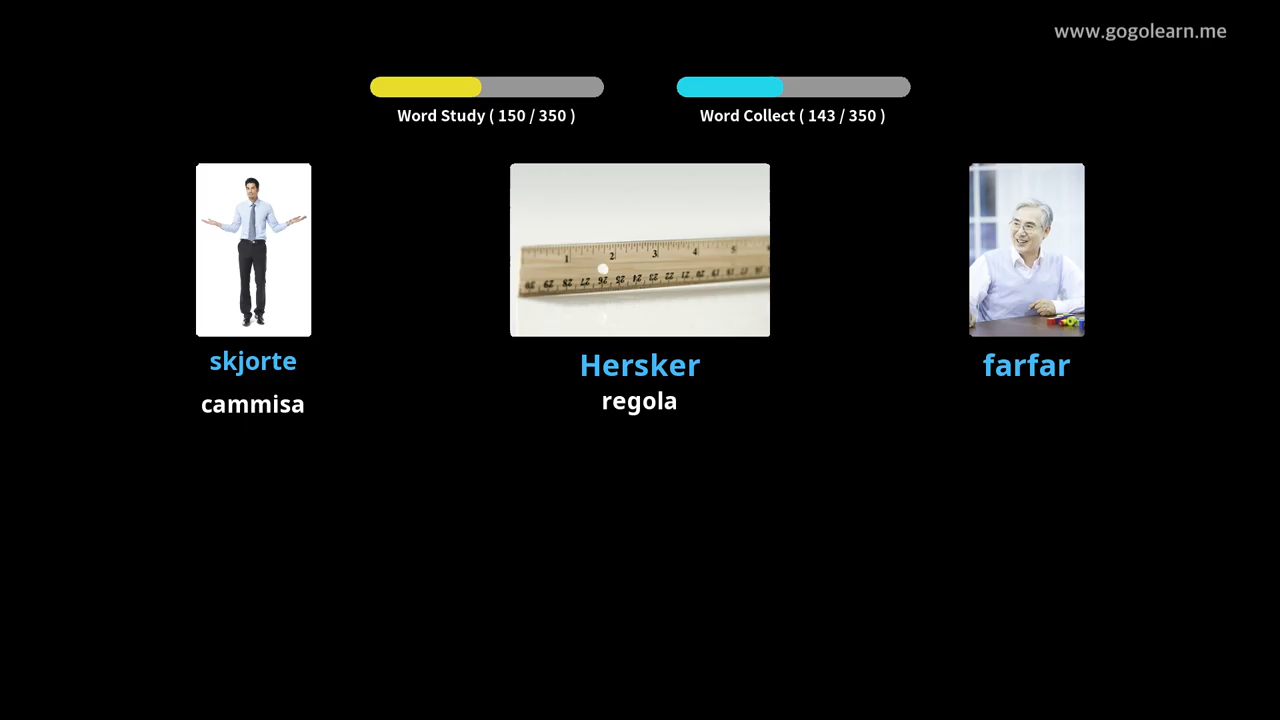 www.gogolearn.me
Word Study ( 150 / 350 )
Word Collect ( 143 / 350 )
skjorte
cammisa
Hersker
regola
farfar